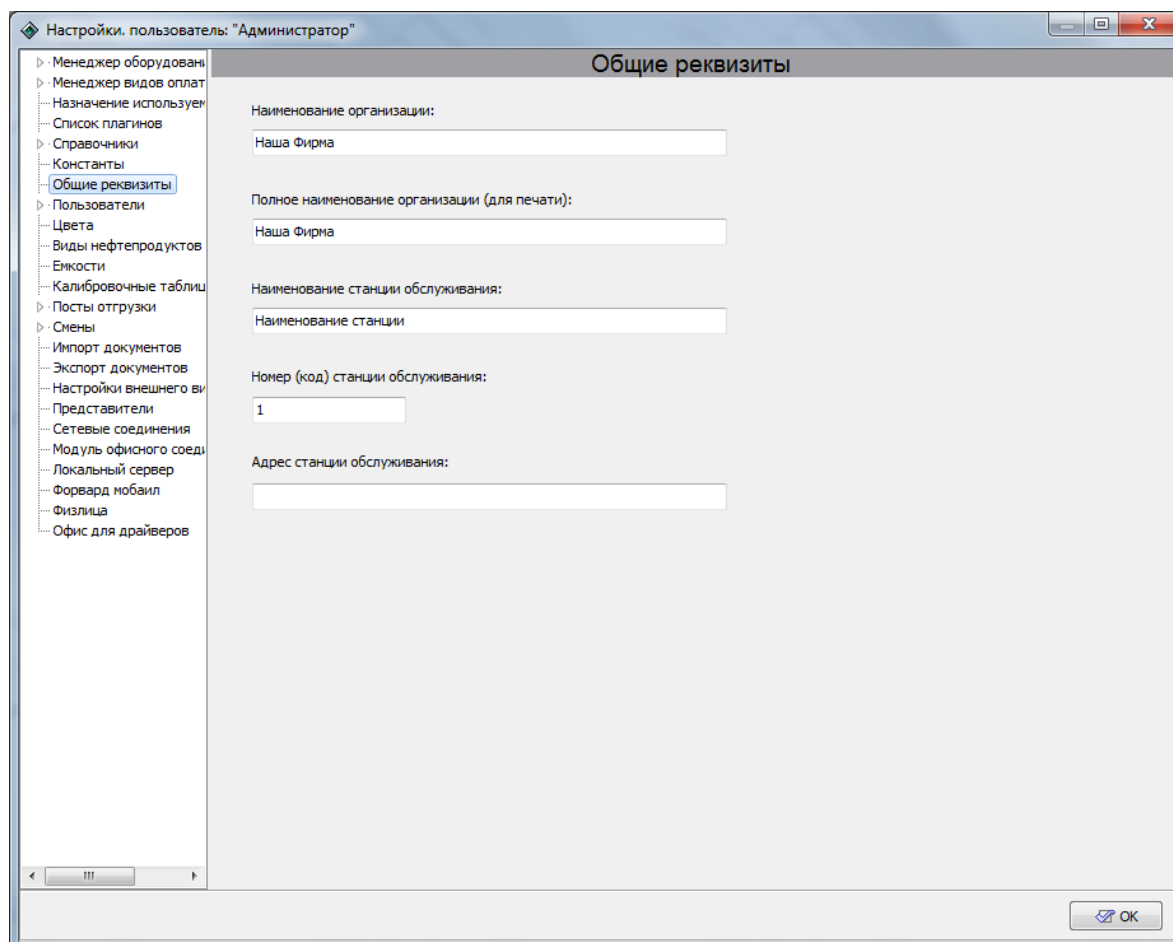 Настройки. пользователь: "Администратор"
Менеджер оборудовани
Менеджер видов оплат
Назначение используем
Список плагинов
Справочники
Константы
Общие реквизиты
Пользователи
Цвета
Виды нефтепродуктов
Емкости
Калибровочные таблиц
Посты отгрузки
Смены
Импорт документов
Экспорт документов
Настройки внешнего ви
Представители
Сетевые соединения
Модуль офисного соеди
Локальный сервер
Форвард мобаил
Физлица
Офис для драйверов
Общие реквизиты
Наименование организации:
Наша Фирма
Полное наименование организации (для печати):
Наша Фирма
Наименование станции обслуживания:
Наименование станции
Номер (код) станции обслуживания:
1
Адрес станции обслуживания:
OK